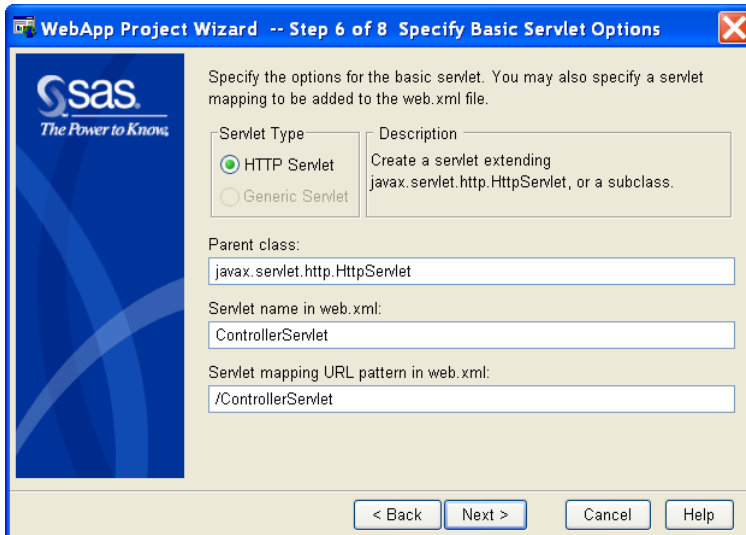 WebApp Project Wizard -- Step 6 of 8 Specify Basic Servlet Options
sas
The Power to Know
Specify the options for the basic servlet. You may also specify a servlet
mapping to be added to the web.xml file.
Servlet Type
HTTP Servlet
Generic Servlet
Description
Create a servlet extending
javax.servlet.http.HttpServlet, or a subclass.
Parent class:
javax.servlet.http.HttpServlet
Servlet name in web.xml:
ControllerServlet
Servlet mapping URL pattern in web.xml:
/ControllerServlet
< Back
Next >
Cancel
Help